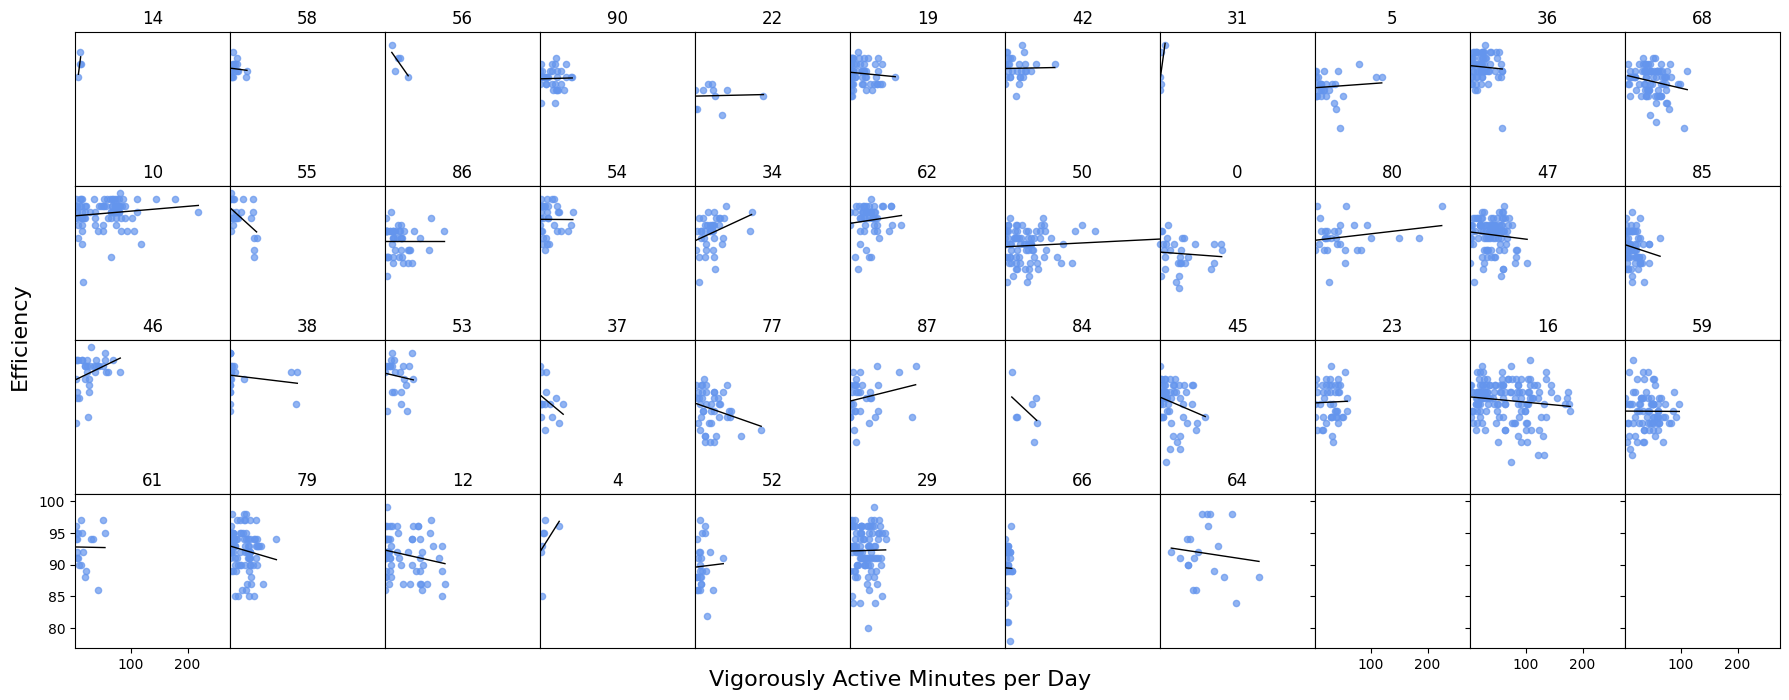 14 58 56 90 22 19 42 31 5 36 68
10 55 86 54 34 62 50 0 80 47 85
Efficiency
46 38 53 37 77 87 84 45 23 16 59
61 79 12 4 52 29 66 64
100
95
90
85
80
100 200 100 200 100 200 100 200
Vigorously Active Minutes per Day